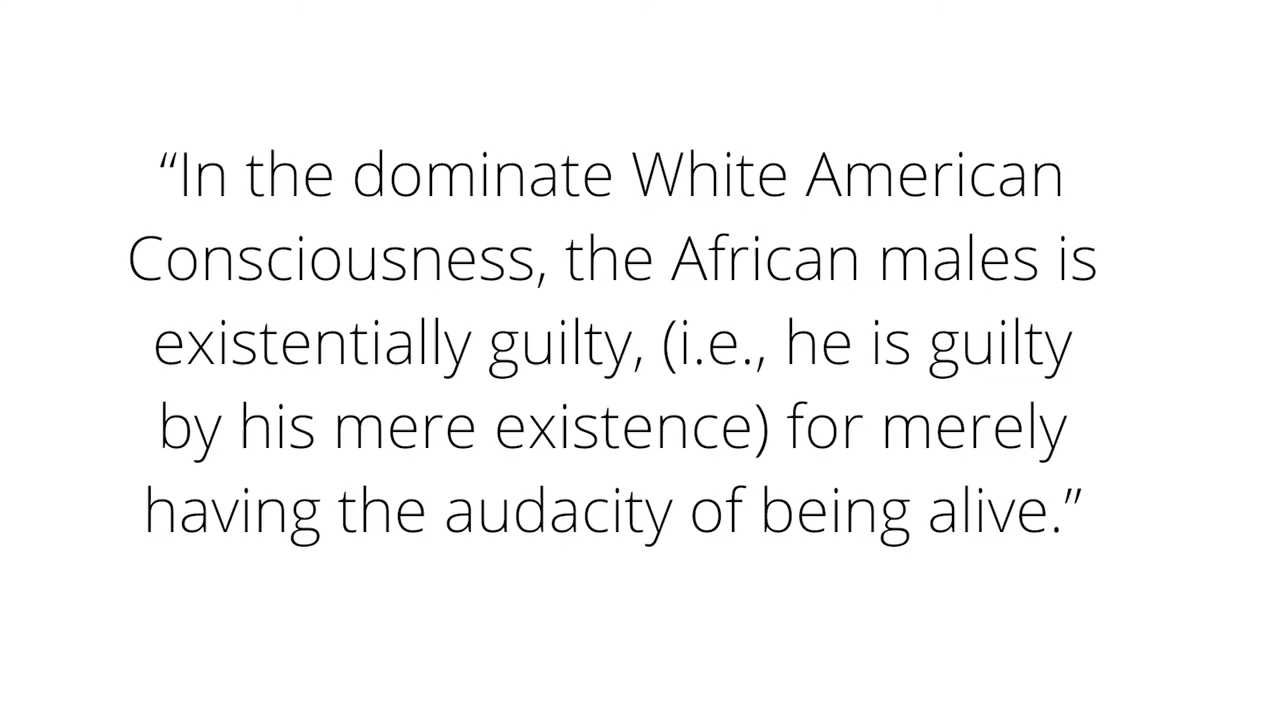 “In the dominate White American
Consciousness, the African males is
existentially guilty, (i.e., he is guilty
by his mere existence) for merely
having the audacity of being alive.”